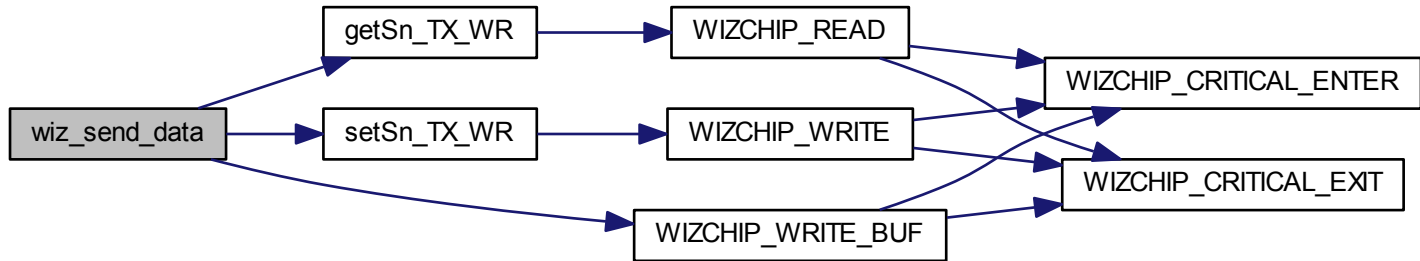 getSn_TX_WR
WIZCHIP_READ
WIZCHIP_CRITICAL_ENTER
wiz_send_data
setSn_TX_WR
WIZCHIP_WRITE
WIZCHIP_CRITICAL_EXIT
WIZCHIP_WRITE_BUF